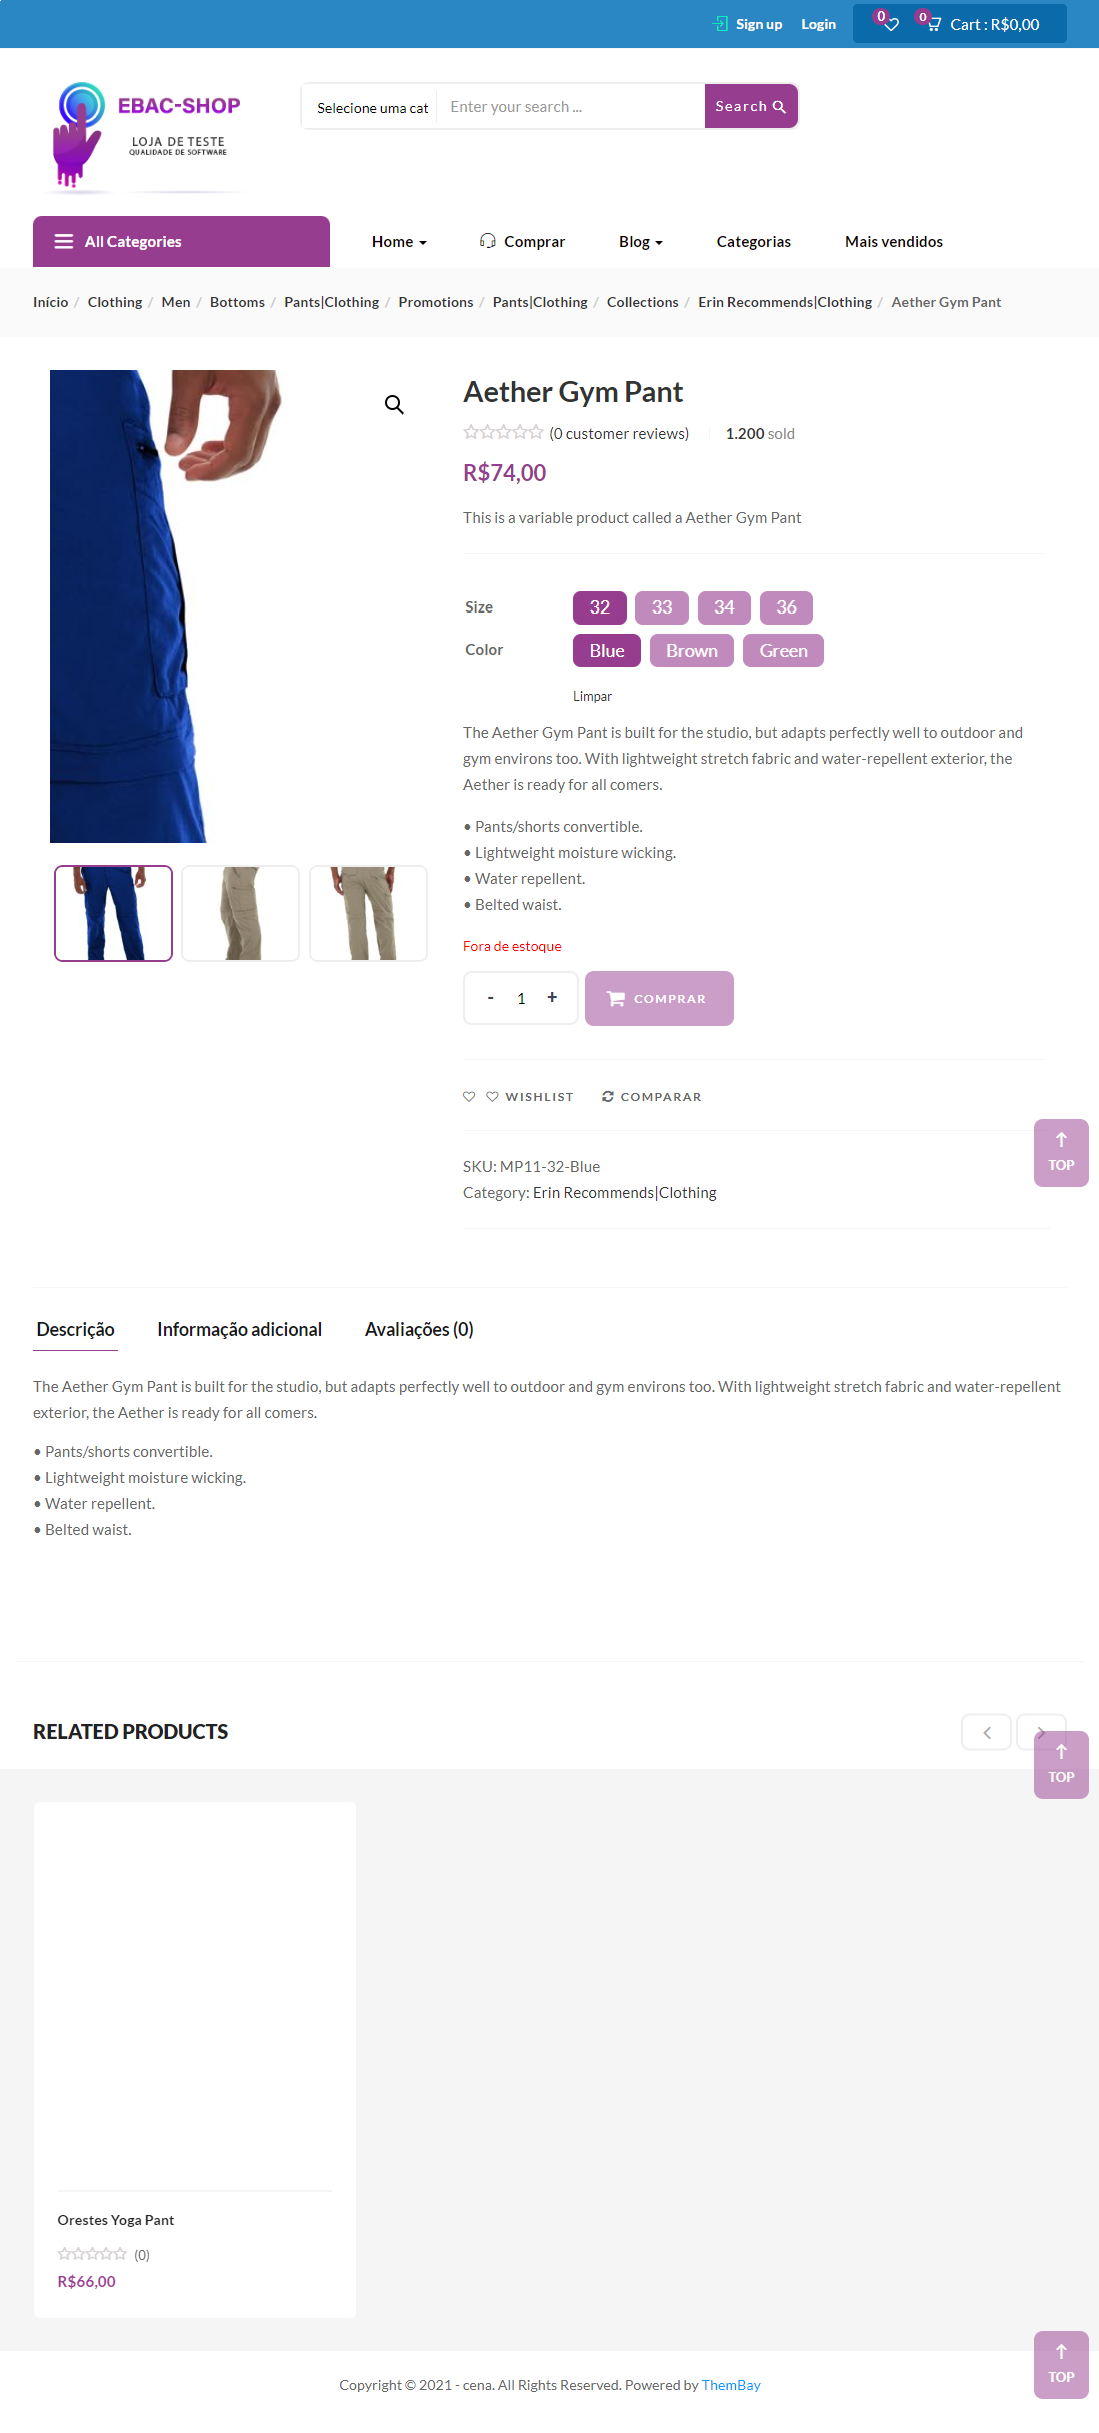 Sign up Login 0 0 Cart : R$0,00
EBAC-SHOP
LOJA DE TESTE
QUALIDADE DE SOFTWARE
Selecione uma cat Enter your search ... Search
All Categories Home Comprar Blog Categorias Mais vendidos
Início / Clothing / Men / Bottoms / Pants|Clothing / Promotions / Pants|Clothing / Collections / Erin Recommends|Clothing / Aether Gym Pant
Aether Gym Pant
(0 customer reviews) 1.200 sold
R$74,00
This is a variable product called a Aether Gym Pant
Size 32 33 34 36
Color Blue Brown Green
Limpar
The Aether Gym Pant is built for the studio, but adapts perfectly well to outdoor and
gym environs too. With lightweight stretch fabric and water-repellent exterior, the
Aether is ready for all comers.
• Pants/shorts convertible.
• Lightweight moisture wicking.
• Water repellent.
• Belted waist.
Fora de estoque
- 1 + COMPRAR
WISHLIST COMPARAR
TOP
SKU: MP11-32-Blue
Category: Erin Recommends|Clothing
Descrição Informação adicional Avaliações (0)
The Aether Gym Pant is built for the studio, but adapts perfectly well to outdoor and gym environs too. With lightweight stretch fabric and water-repellent
exterior, the Aether is ready for all comers.
• Pants/shorts convertible.
• Lightweight moisture wicking.
• Water repellent.
• Belted waist.
RELATED PRODUCTS
TOP
Orestes Yoga Pant
(0)
R$66,00
TOP
Copyright © 2021 - cena. All Rights Reserved. Powered by ThemBay